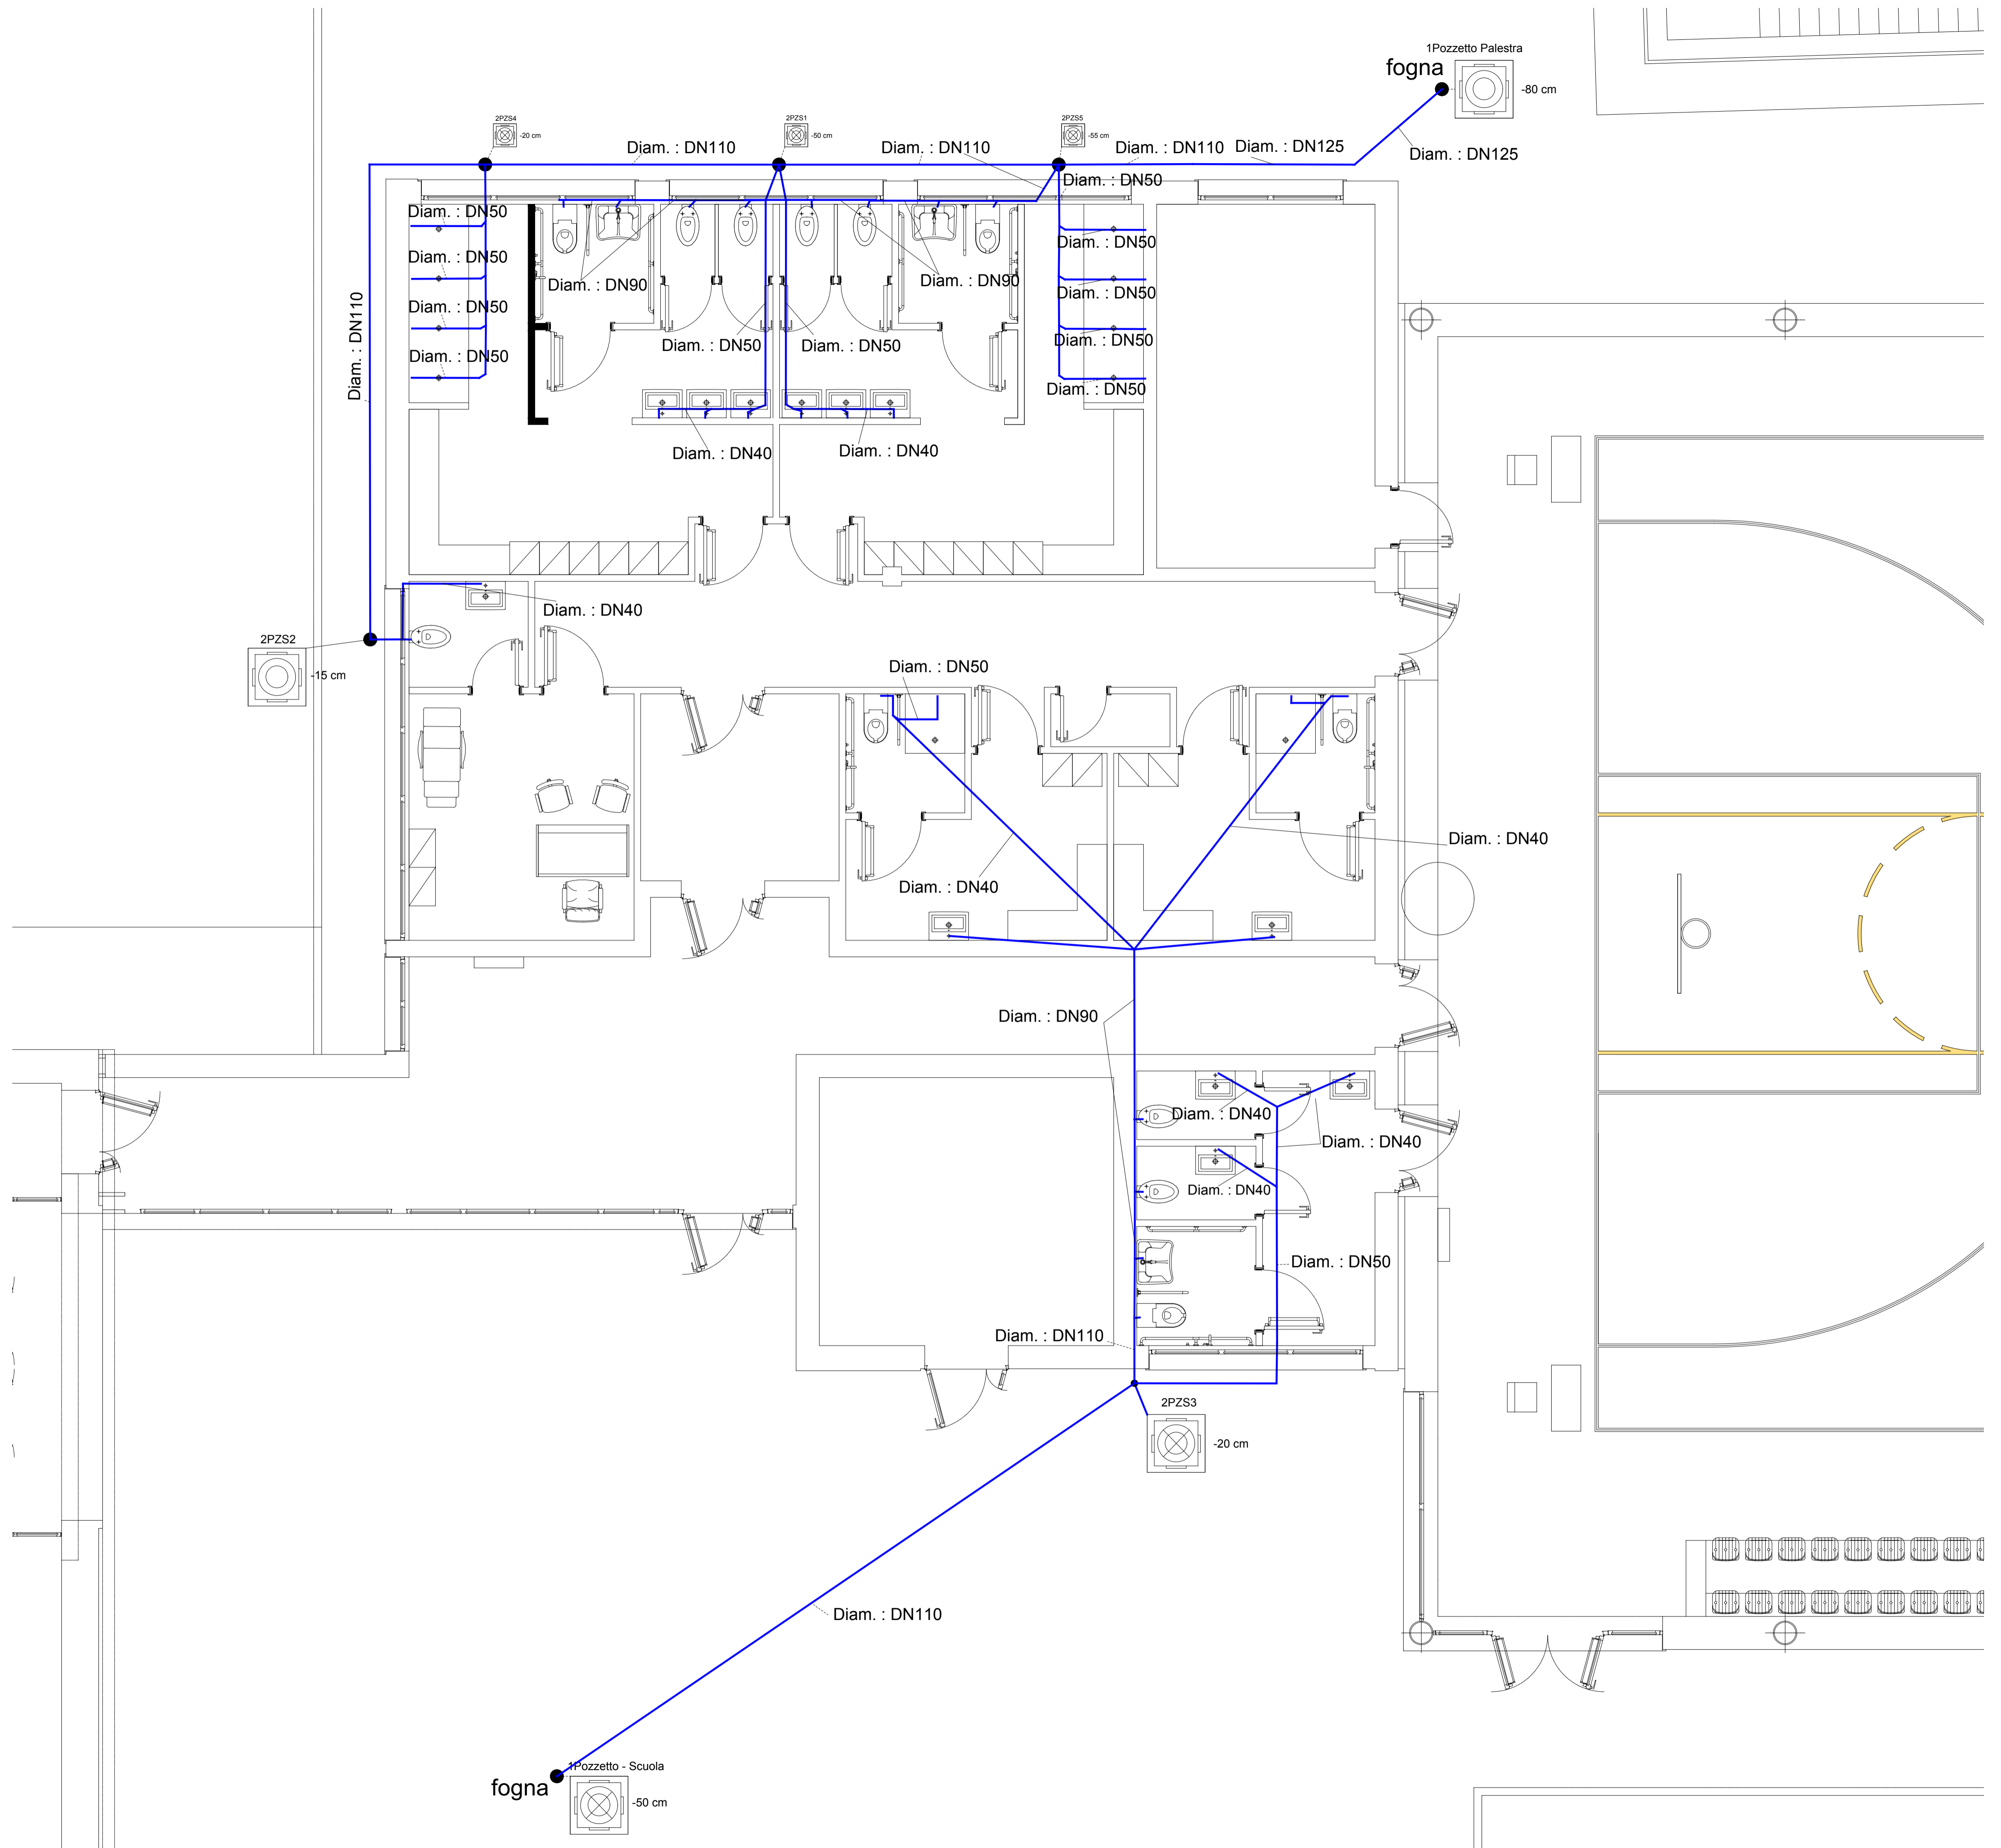 1Pozzetto Palestra
fogna
-80 cm
2PZS4
-20 cm
2PZS1
-50 cm
2PZS5
-55 cm
Diam. : DN110
Diam. : DN110
Diam. : DN110
Diam. : DN125
Diam. : DN125
Diam. : DN50
Diam. : DN50
Diam. : DN50
Diam. : DN50
Diam. : DN90
Diam. : DN90
Diam. : DN50
Diam. : DN50
Diam. : DN50
Diam. : DN50
Diam. : DN50
Diam. : DN50
Diam. : DN50
Diam. : DN50
Diam. : DN110
Diam. : DN40
Diam. : DN40
Diam. : DN40
2PZS2
-15 cm
Diam. : DN50
Diam. : DN40
Diam. : DN40
Diam. : DN90
Diam. : DN40
Diam. : DN40
Diam. : DN40
Diam. : DN50
Diam. : DN110
2PZS3
-20 cm
Diam. : DN110
1Pozzetto - Scuola
fogna
-50 cm